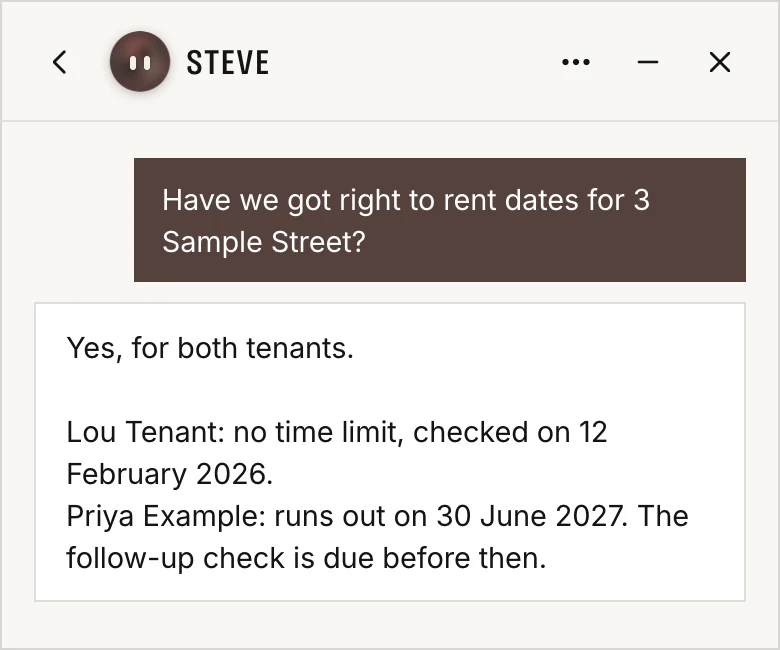 STEVE
Have we got right to rent dates for 3
Sample Street?
Yes, for both tenants.
Lou Tenant: no time limit, checked on 12
February 2026.
Priya Example: runs out on 30 June 2027. The
follow-up check is due before then.